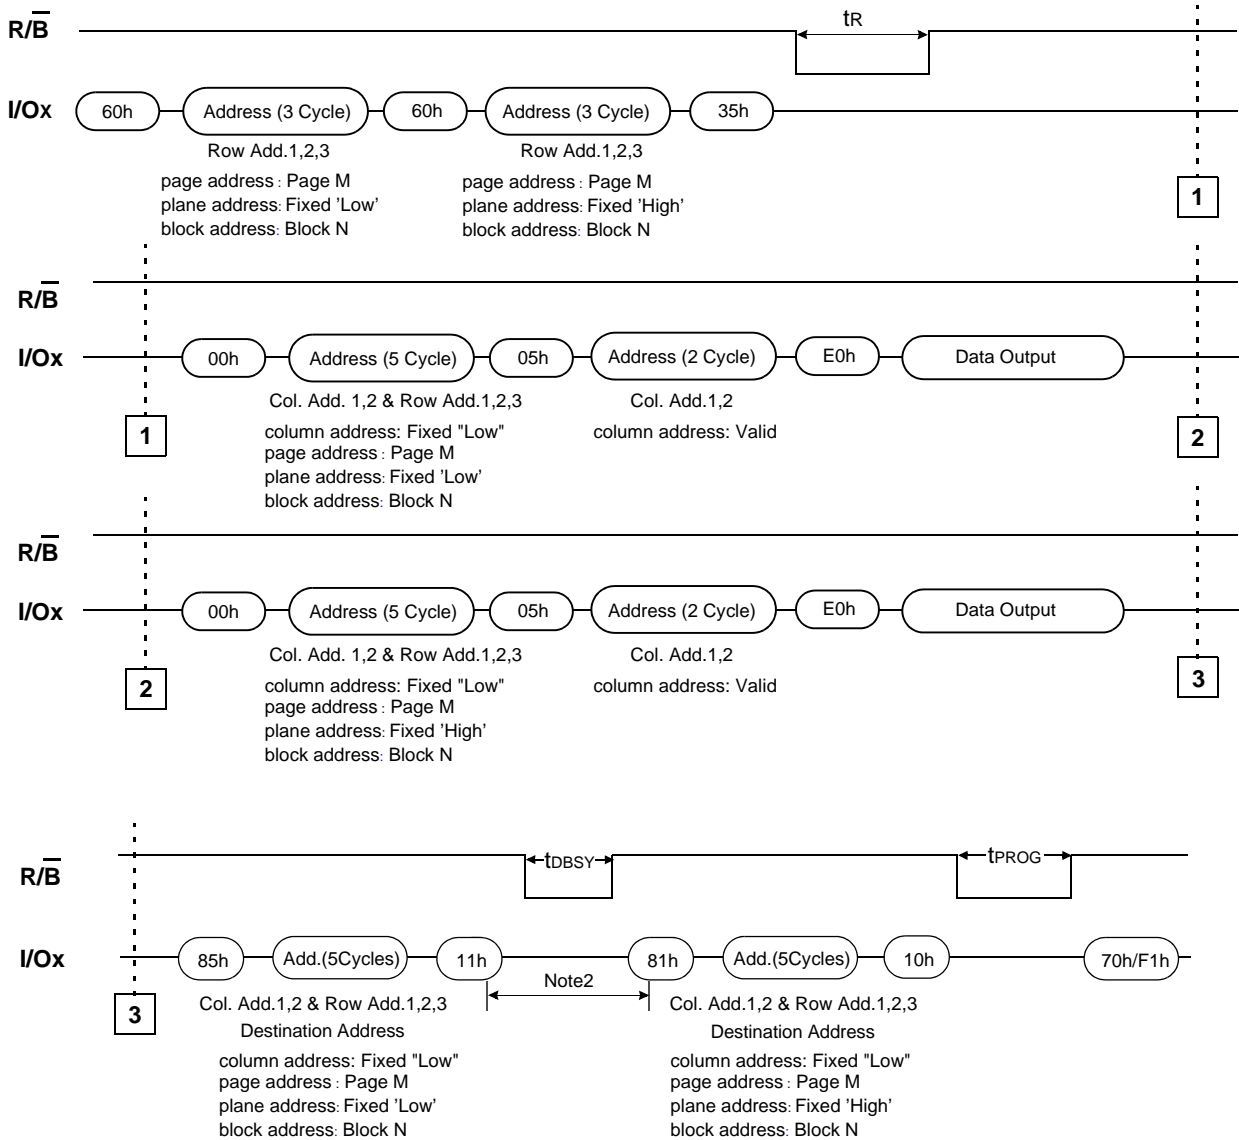 R/B tR
I/Ox 60h Address (3 Cycle) 60h Address (3 Cycle) 35h
Row Add.1,2,3 Row Add.1,2,3
page address : Page M page address : Page M
plane address: Fixed 'Low' plane address: Fixed 'High'
block address: Block N block address: Block N
1
R/B
I/Ox 00h Address (5 Cycle) 05h Address (2 Cycle) E0h Data Output
Col. Add. 1,2 & Row Add.1,2,3 Col. Add.1,2
1 column address: Fixed "Low" column address: Valid 2
page address : Page M
plane address: Fixed 'Low'
block address: Block N
R/B
I/Ox 00h Address (5 Cycle) 05h Address (2 Cycle) E0h Data Output
Col. Add. 1,2 & Row Add.1,2,3 Col. Add.1,2
2 column address: Fixed "Low" column address: Valid 3
page address : Page M
plane address: Fixed 'High'
block address: Block N
R/B tDBSY tPROG
I/Ox 85h Add.(5Cycles) 11h 81h Add.(5Cycles) 10h 70h/F1h
Note2
3 Col. Add.1,2 & Row Add.1,2,3 Col. Add.1,2 & Row Add.1,2,3
Destination Address Destination Address
column address: Fixed "Low" column address: Fixed "Low"
page address : Page M page address : Page M
plane address: Fixed 'Low' plane address: Fixed 'High'
block address: Block N block address: Block N